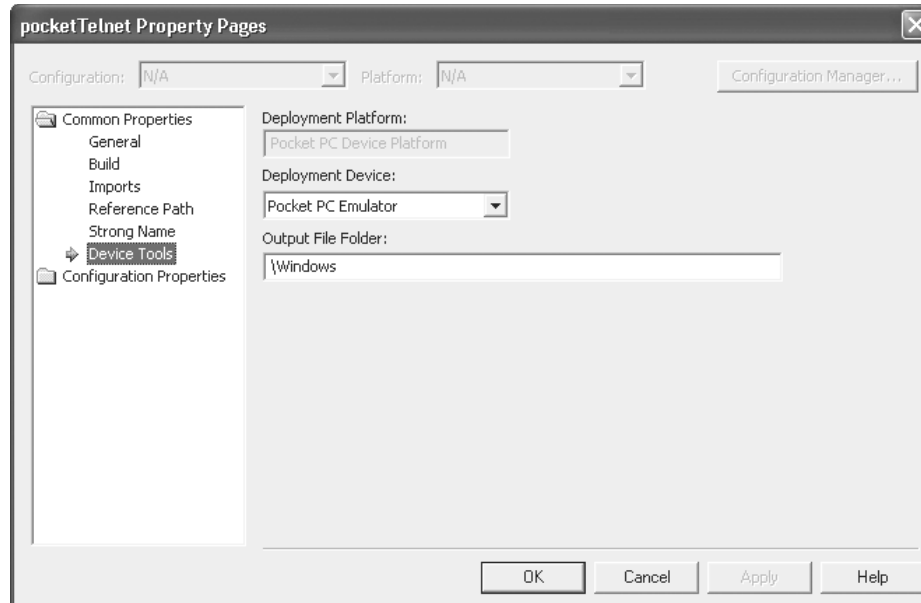 pocketTelnet Property Pages
Configuration: N/A Platform: N/A Configuration Manager...
Common Properties
General
Build
Imports
Reference Path
Strong Name
Device Tools
Configuration Properties
Deployment Platform:
Pocket PC Device Platform
Deployment Device:
Pocket PC Emulator
Output File Folder:
\Windows
OK Cancel Apply Help